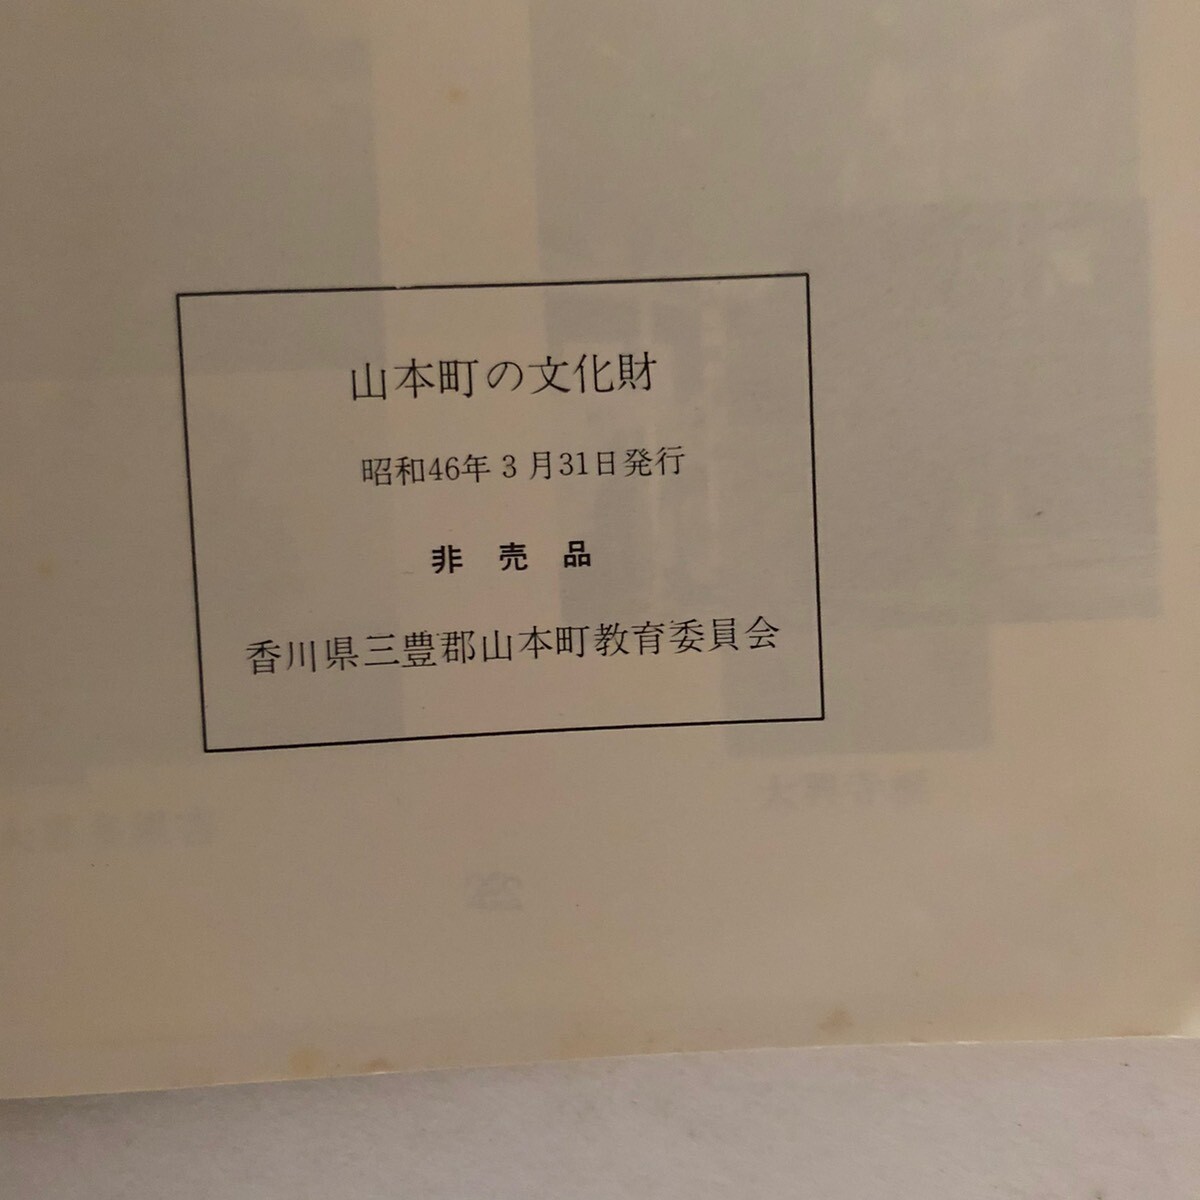 山本町の文化財
昭和46年3月31日発行
非売品
香川県三豊郡山本町教育委員会